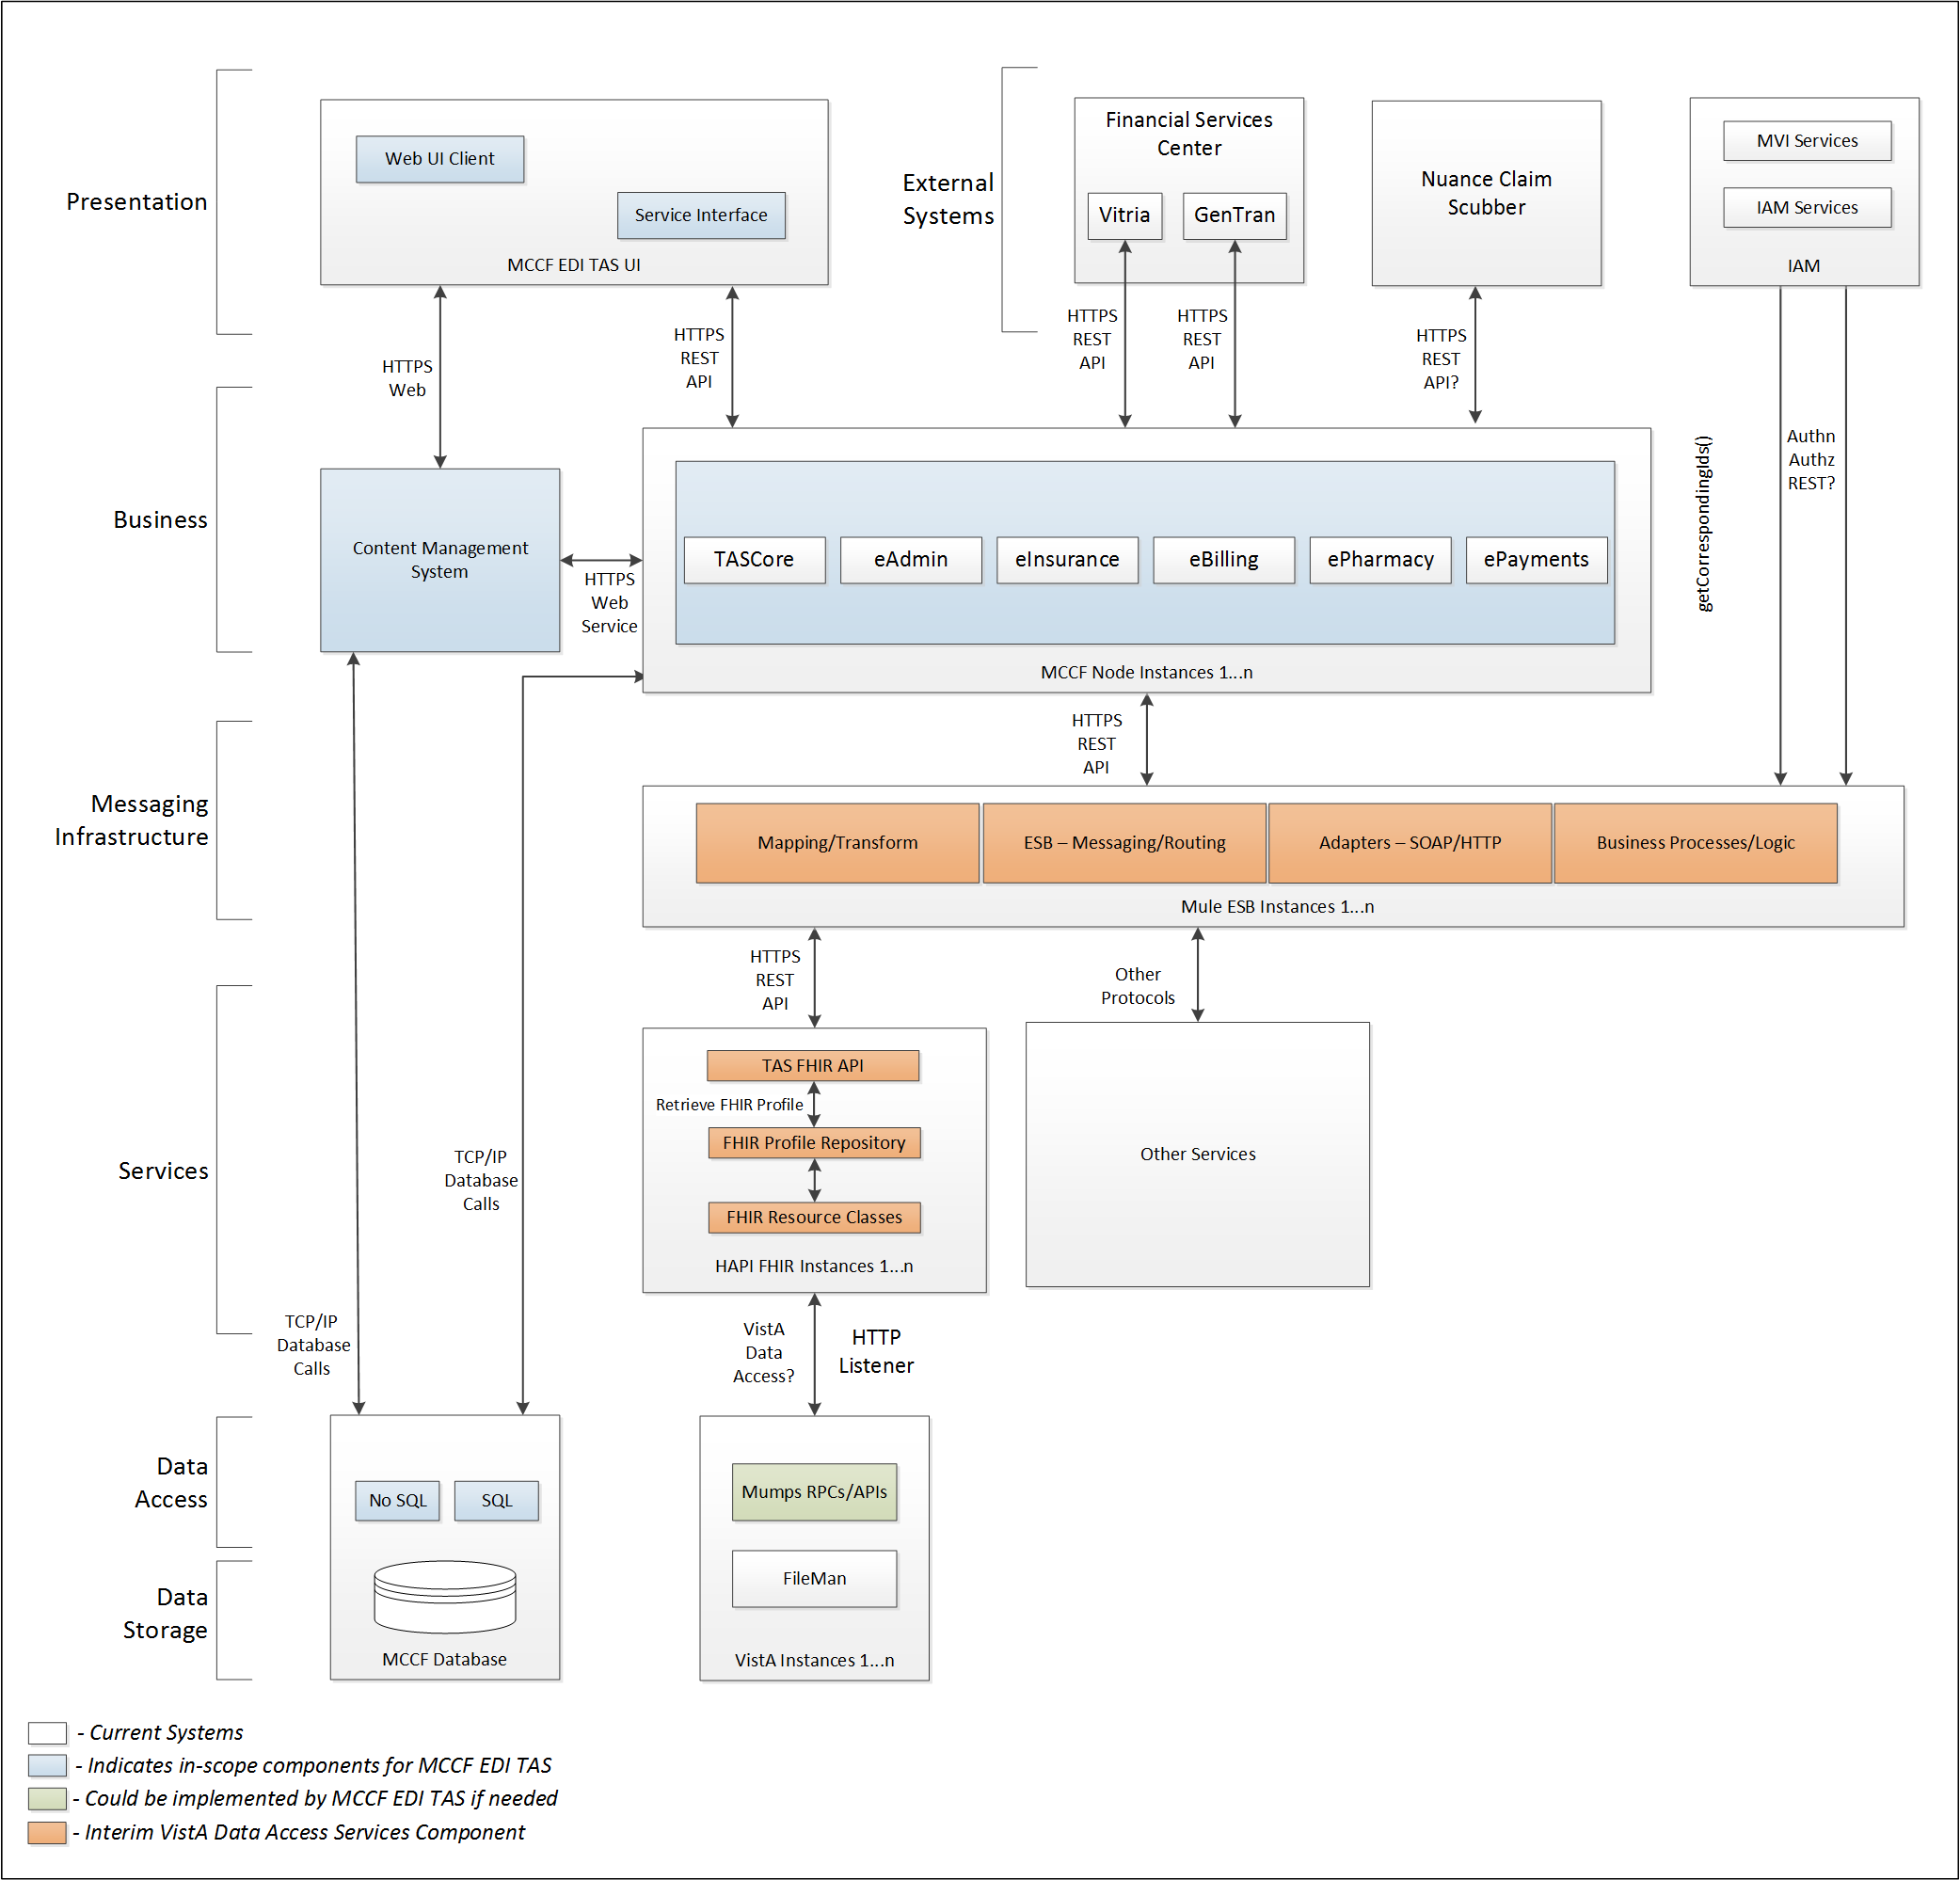 Presentation
Web UI Client
Service Interface
MCCF EDI TAS UI
External
Systems
Financial Services
Center
Vitria
GenTran
Nuance Claim
Scubber
MVI Services
IAM Services
IAM
HTTPS
Web
HTTPS
REST
API
HTTPS
REST
API
HTTPS
REST
API
HTTPS
REST
API?
getCorrespondingIds()
Authn
Authz
REST?
Business
Content Management
System
HTTPS
Web
Service
TASCore
eAdmin
eInsurance
eBilling
ePharmacy
ePayments
MCCF Node Instances 1...n
HTTPS
REST
API
Messaging
Infrastructure
Mapping/Transform
ESB – Messaging/Routing
Adapters – SOAP/HTTP
Business Processes/Logic
Mule ESB Instances 1...n
HTTPS
REST
API
Other
Protocols
Services
TCP/IP
Database
Calls
TCP/IP
Database
Calls
TAS FHIR API
Retrieve FHIR Profile
FHIR Profile Repository
FHIR Resource Classes
HAPI FHIR Instances 1...n
Other Services
VistA
Data
Access?
HTTP
Listener
Data
Access
No SQL
SQL
Mumps RPCs/APIs
Data
Storage
MCCF Database
FileMan
VistA Instances 1...n
- Current Systems
- Indicates in-scope components for MCCF EDI TAS
- Could be implemented by MCCF EDI TAS if needed
- Interim VistA Data Access Services Component